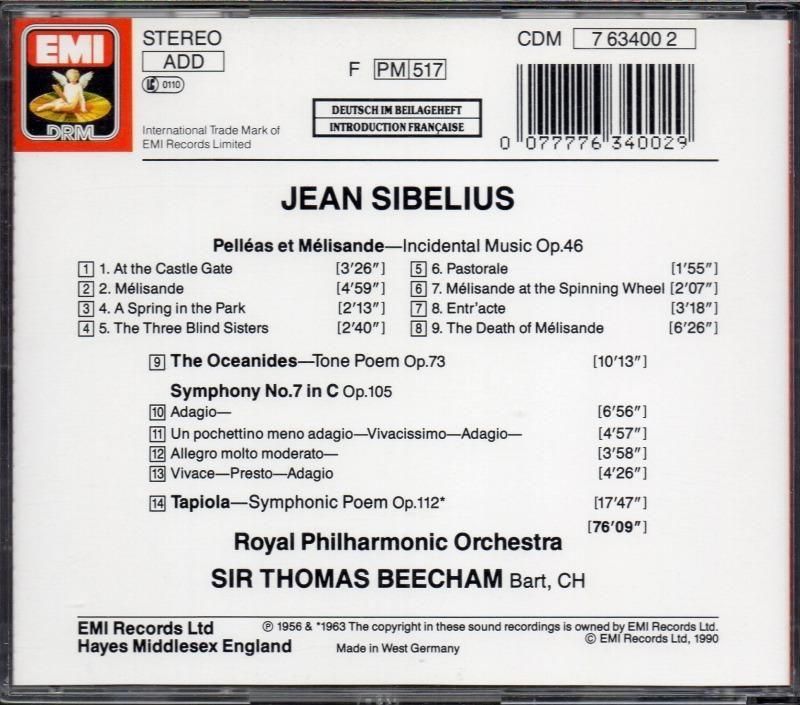 EMI
DRM
STEREO
ADD
0110
International Trade Mark of
EMI Records Limited
F PM 517
DEUTSCH IM BEILAGEHEFT
INTRODUCTION FRANÇAISE
CDM 7 63400 2
0 077776 340029
JEAN SIBELIUS
Pelléas et Mélisande—Incidental Music Op.46
1 1. At the Castle Gate [3′26″]
2 2. Mélisande [4′59″]
3 4. A Spring in the Park [2′13″]
4 5. The Three Blind Sisters [2′40″]
5 6. Pastorale [1′55″]
6 7. Mélisande at the Spinning Wheel [2′07″]
7 8. Entr'acte [3′18″]
8 9. The Death of Mélisande [6′26″]
9 The Oceanides—Tone Poem Op.73 [10′13″]
Symphony No.7 in C Op.105
10 Adagio— [6′56″]
11 Un pochettino meno adagio—Vivacissimo—Adagio— [4′57″]
12 Allegro molto moderato— [3′58″]
13 Vivace—Presto—Adagio [4′26″]
14 Tapiola—Symphonic Poem Op.112* [17′47″]
[76′09″]
Royal Philharmonic Orchestra
SIR THOMAS BEECHAM Bart, CH
EMI Records Ltd
Hayes Middlesex England
℗ 1956 & *1963 The copyright in these sound recordings is owned by EMI Records Ltd.
© EMI Records Ltd, 1990
Made in West Germany